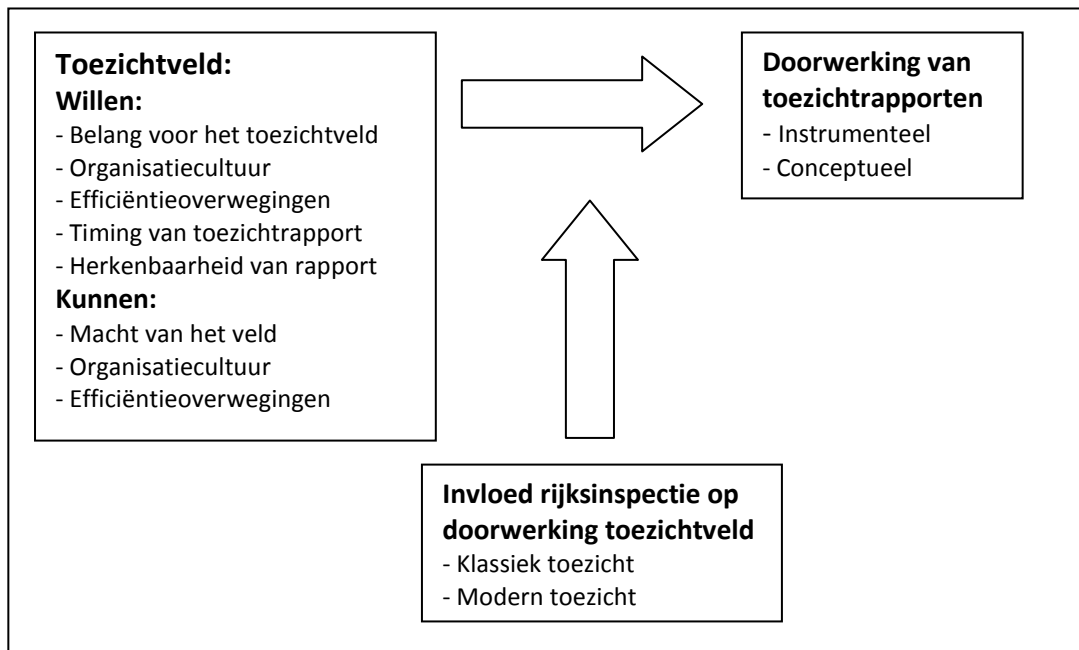 Toezichtveld:
Willen:
- Belang voor het toezichtveld
- Organisatiecultuur
- Efficiëntieoverwegingen
- Timing van toezichtrapport
- Herkenbaarheid van rapport
Kunnen:
- Macht van het veld
- Organisatiecultuur
- Efficiëntieoverwegingen
Doorwerking van
toezichtrapporten
- Instrumenteel
- Conceptueel
Invloed rijksinspectie op
doorwerking toezichtveld
- Klassiek toezicht
- Modern toezicht